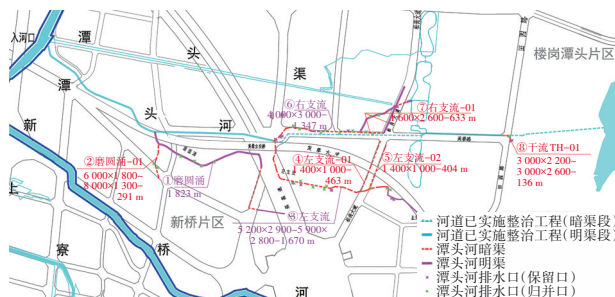 入河口
潭
头
渠
楼岗潭头片区
潭
头
河
新
⑥右支流
4 000×3 000-
1 347 m
⑦右支流-01
1 600×2 600-633 m
②磨圆涌-01
6 000×1 800-
8 000×1 300-
291 m
①磨圆涌
1 823 m
④左支流-01
1 400×1 000-
463 m
⑤左支流-02
1 400×1 000-404 m
⑧干流TH-01
3 000×2 200-
3 000×2 600-
136 m
新桥片区
③左支流
5 200×2 900-5 900×
2 800-1 670 m
上
寮
桥
河
河道已实施整治工程(暗渠段)
河道已实施整治工程(明渠段)
潭头河暗渠
潭头河明渠
潭头河排水口(保留口)
潭头河排水口(归并口)